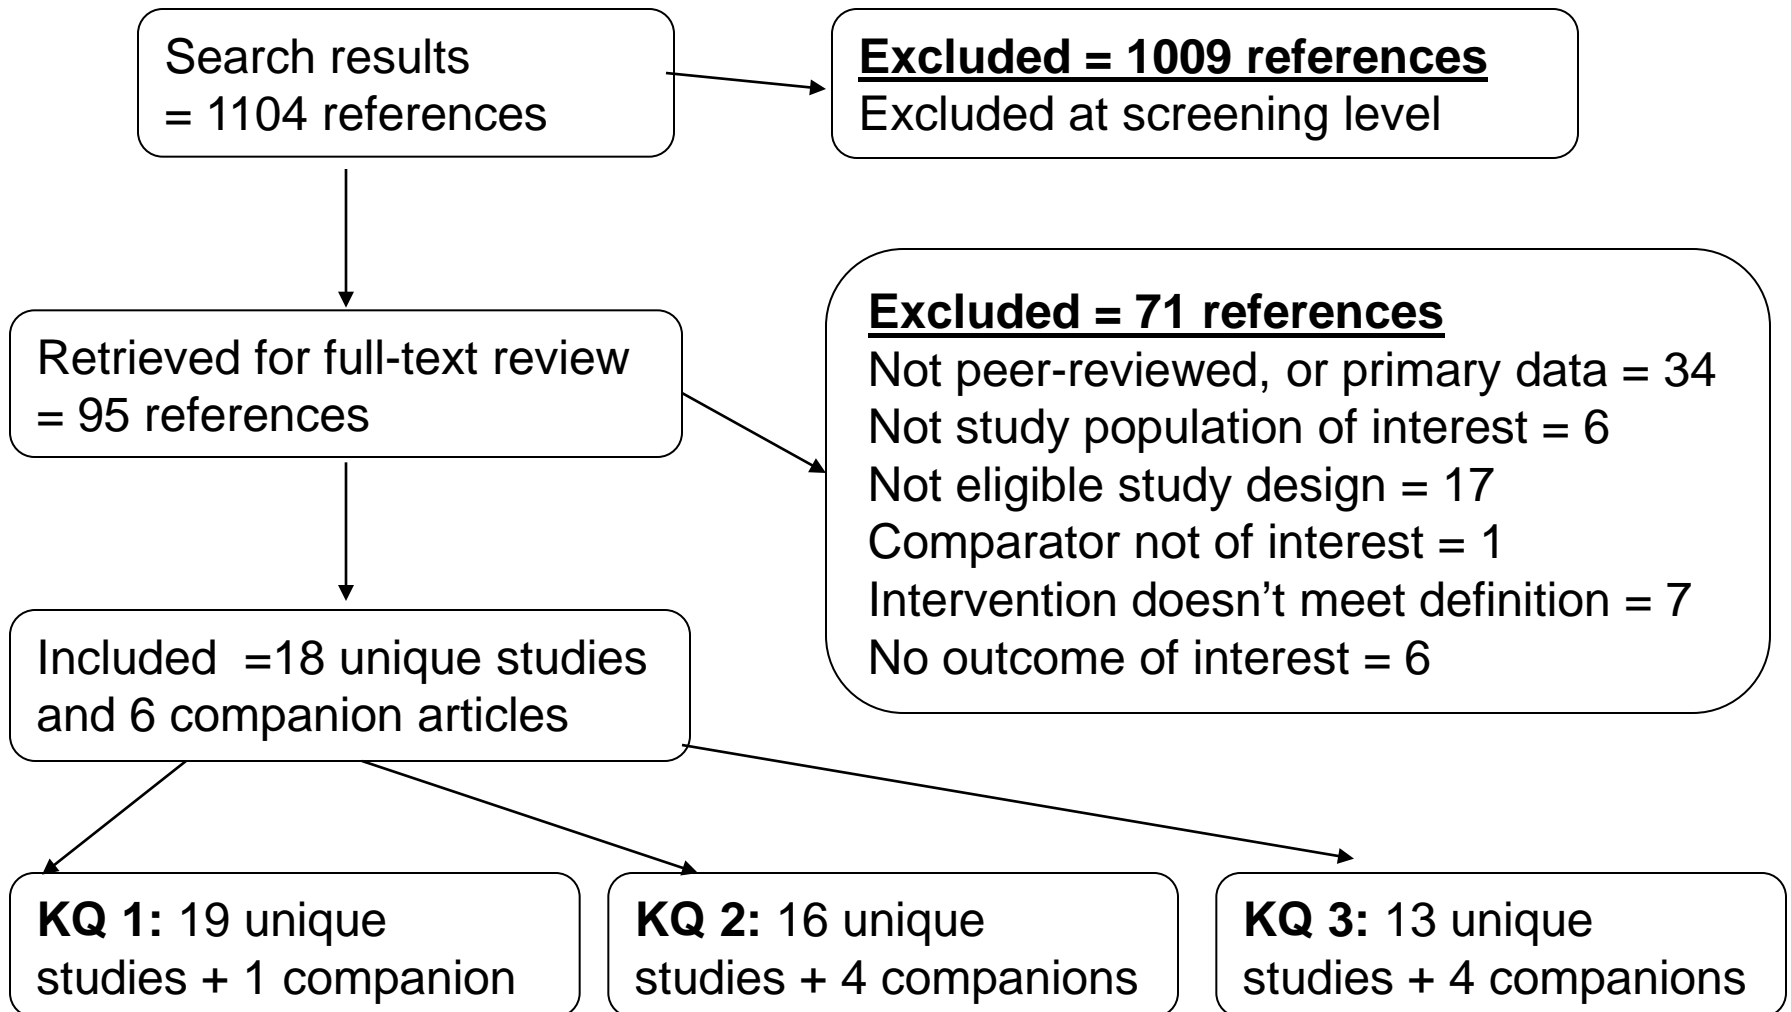 Search results
= 1104 references
Excluded = 1009 references
Excluded at screening level
Retrieved for full-text review
= 95 references
Excluded = 71 references
Not peer-reviewed, or primary data = 34
Not study population of interest = 6
Not eligible study design = 17
Comparator not of interest = 1
Intervention doesn’t meet definition = 7
No outcome of interest = 6
Included  =18 unique studies
and 6 companion articles
KQ 1: 19 unique
studies + 1 companion
KQ 2: 16 unique
studies + 4 companions
KQ 3: 13 unique
studies + 4 companions